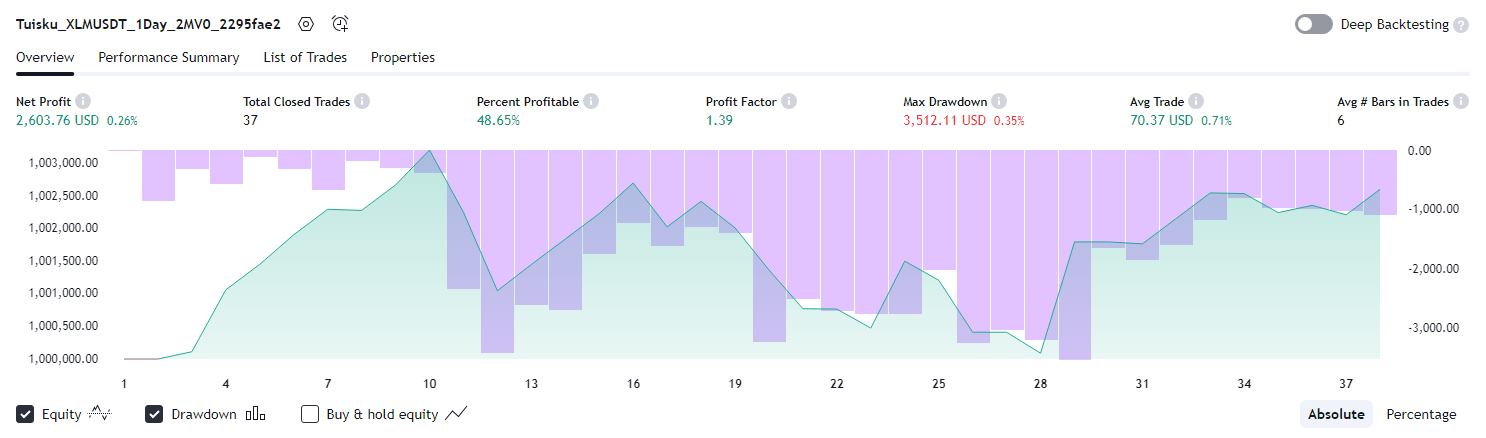 Tuisku_XLMUSDT_1Day_2MV0_2295fae2 Deep Backtesting ?
Overview Performance Summary List of Trades Properties
Net Profit i Total Closed Trades i Percent Profitable i Profit Factor i Max Drawdown i Avg Trade i Avg # Bars in Trades i
2,603.76 USD 0.26% 37 48.65% 1.39 3,512.11 USD 0.35% 70.37 USD 0.71% 6
1,003,000.00 0.00
1,002,500.00
1,002,000.00 -1,000.00
1,001,500.00
1,001,000.00 -2,000.00
1,000,500.00 -3,000.00
1,000,000.00
1 4 7 10 13 16 19 22 25 28 31 34 37
Equity Drawdown Buy & hold equity Absolute Percentage